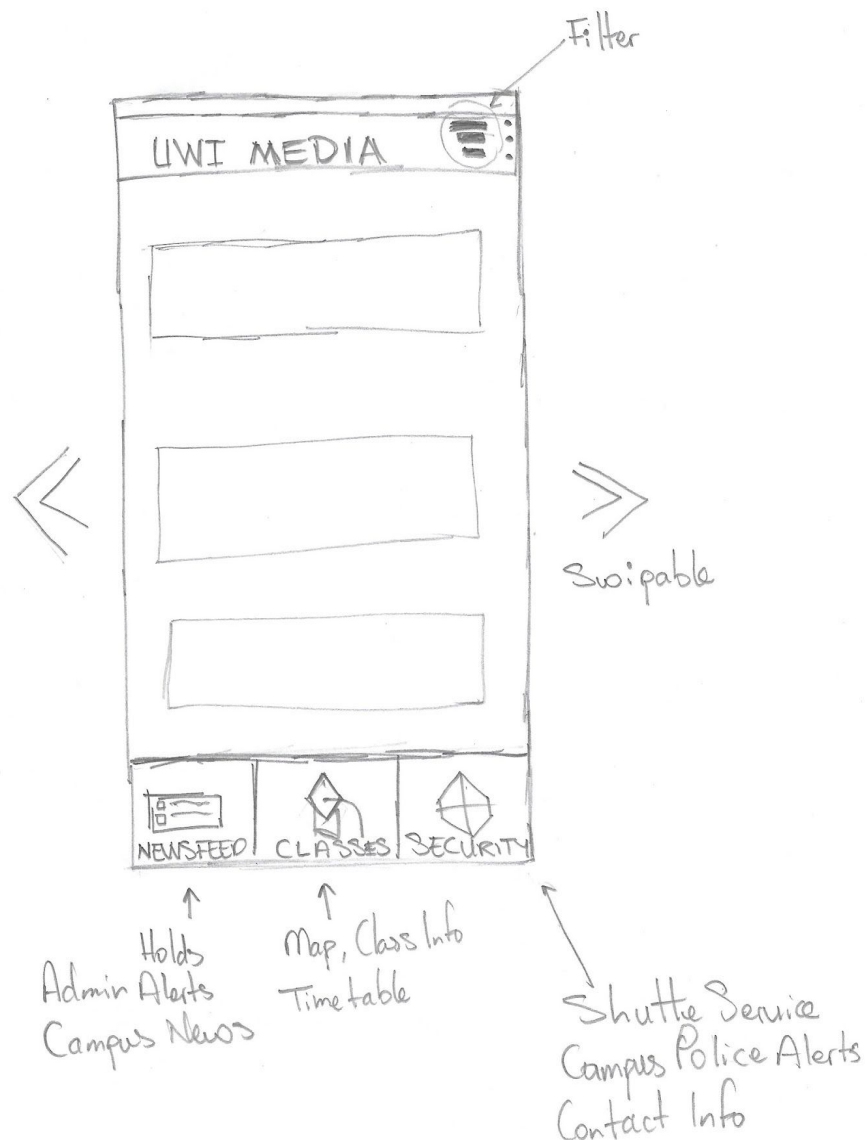 Filter
UWI MEDIA
Swipable
NEWSFEED
CLASSES
SECURITY
Holds
Admin Alerts
Campus News
Map, Class Info
Timetable
Shuttle Service
Campus Police Alerts
Contact Info